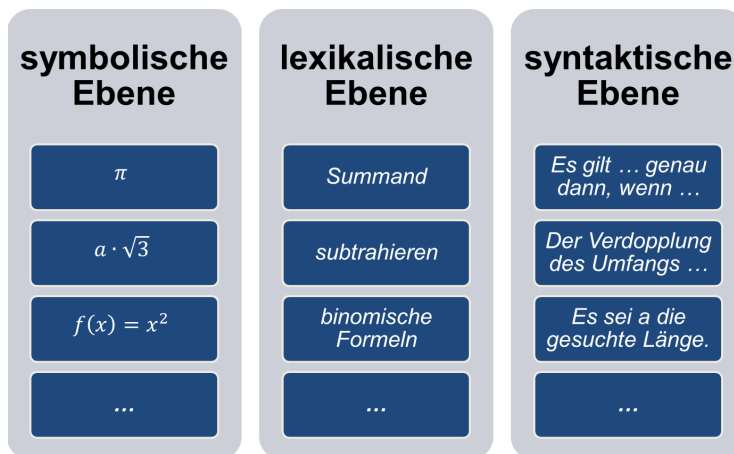 symbolische
Ebene
π
a · √3
f(x) = x²
...
lexikalische
Ebene
Summand
subtrahieren
binomische
Formeln
...
syntaktische
Ebene
Es gilt … genau
dann, wenn …
Der Verdopplung
des Umfangs …
Es sei a die
gesuchte Länge.
...